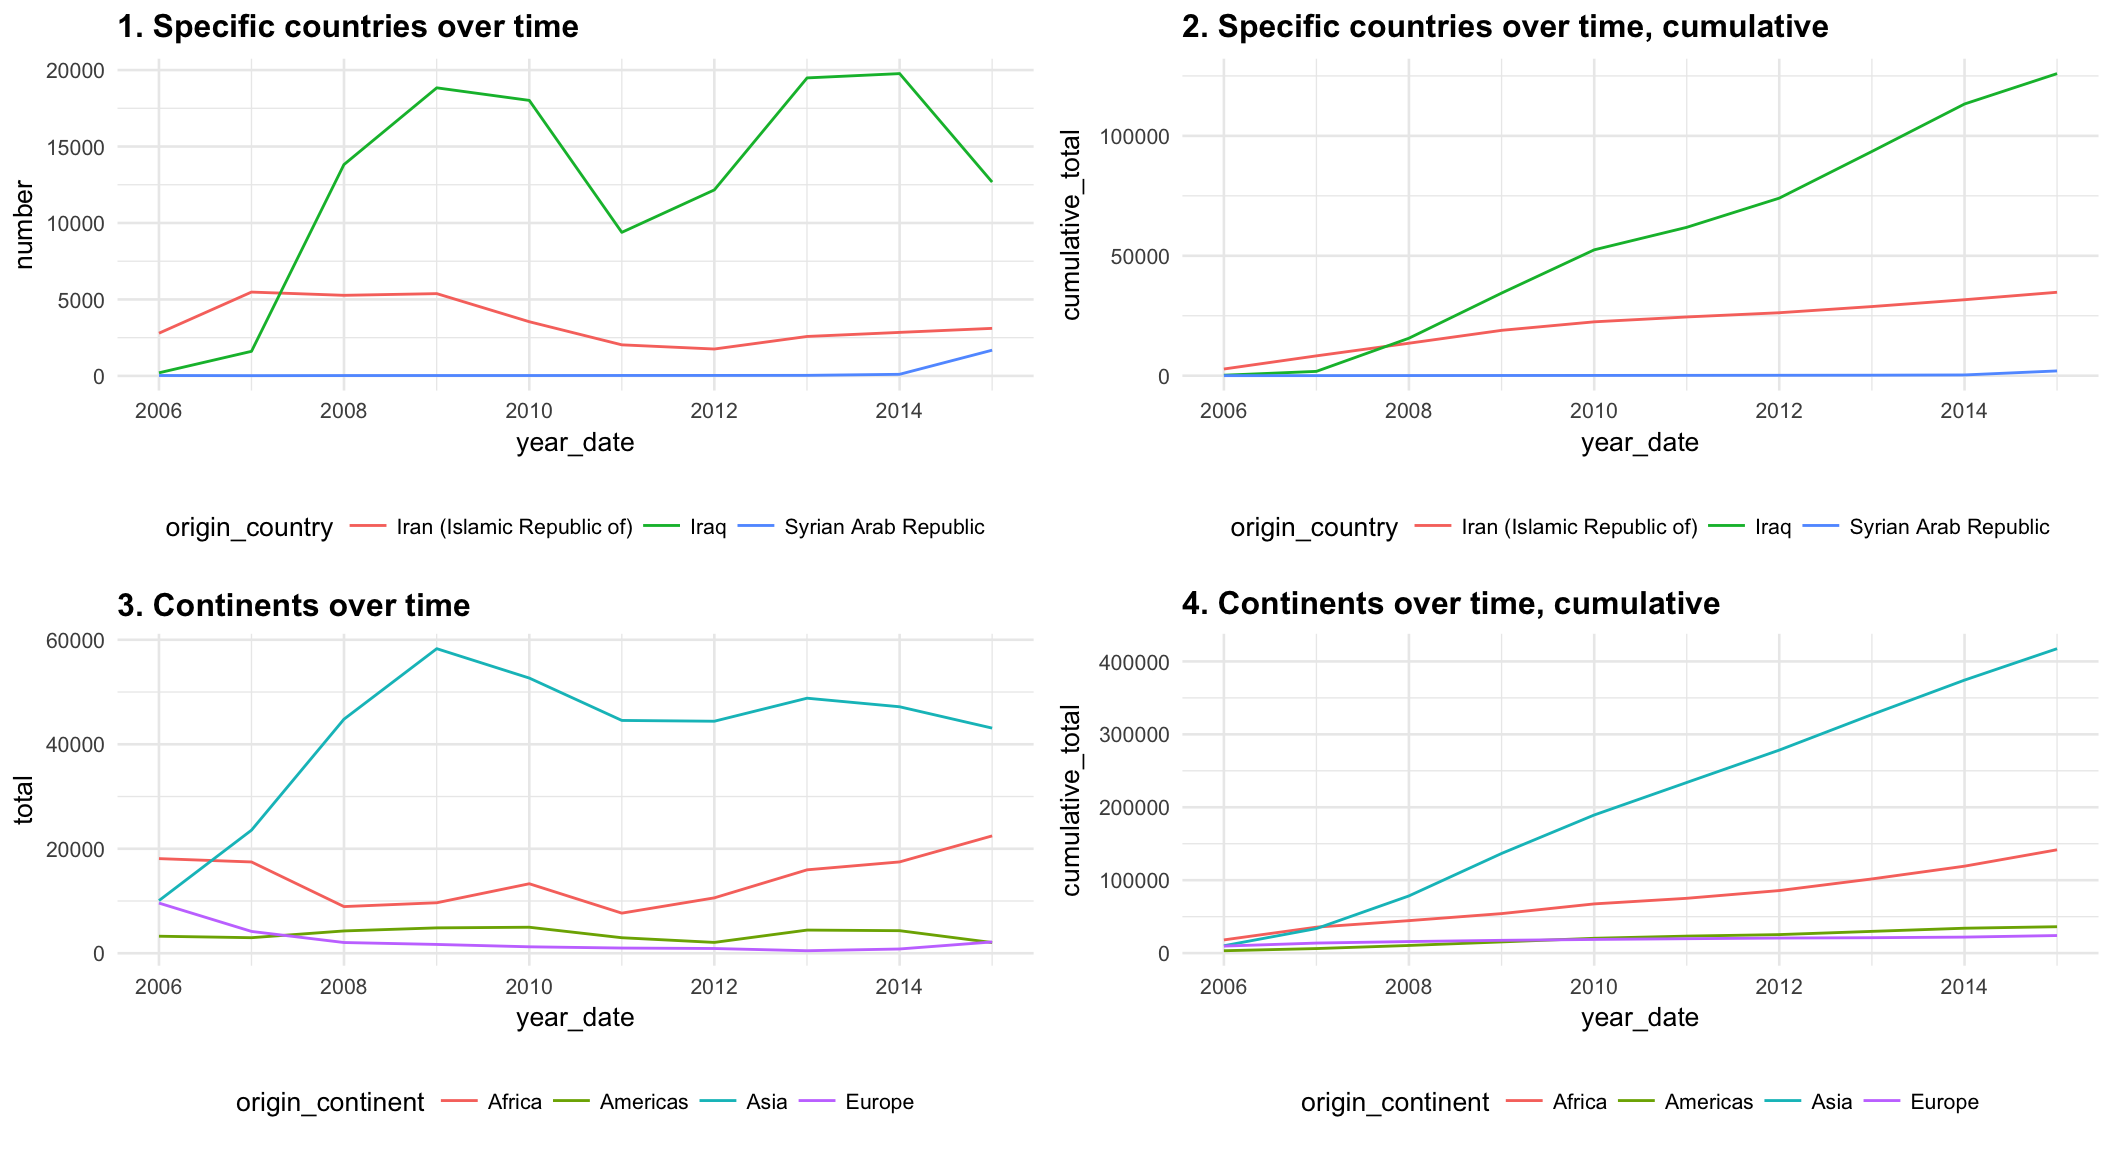 1. Specific countries over time
20000
15000
10000
5000
0
number
2006 2008 2010 2012 2014
year_date
origin_country Iran (Islamic Republic of) Iraq Syrian Arab Republic
2. Specific countries over time, cumulative
100000
50000
0
cumulative_total
2006 2008 2010 2012 2014
year_date
origin_country Iran (Islamic Republic of) Iraq Syrian Arab Republic
3. Continents over time
60000
40000
20000
0
total
2006 2008 2010 2012 2014
year_date
origin_continent Africa Americas Asia Europe
4. Continents over time, cumulative
400000
300000
200000
100000
0
cumulative_total
2006 2008 2010 2012 2014
year_date
origin_continent Africa Americas Asia Europe